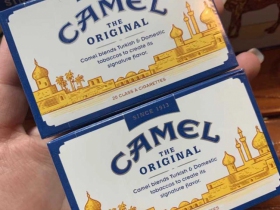 CAMEL
THE
ORIGINAL
Camel blends Turkish & Domestic
tobaccos to create its
signature flavor.
20 CLASS A CIGARETTES
SINCE 1913
CAMEL
THE
ORIGINAL
Camel blends Turkish & Domestic
tobaccos to create its
signature flavor.